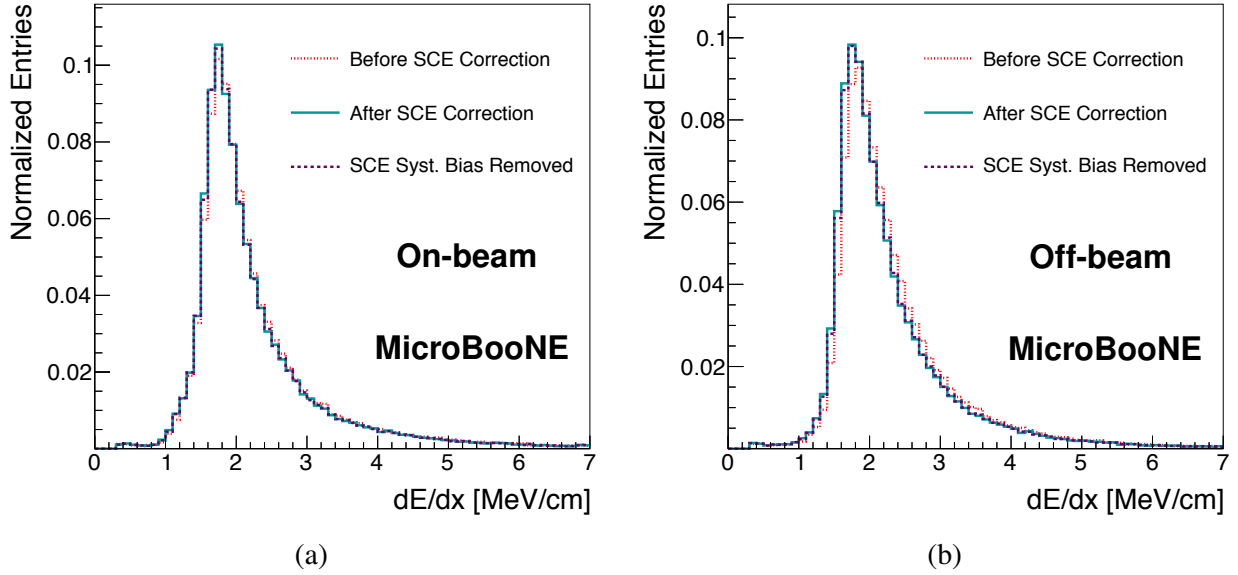 Normalized Entries
0.1
0.08
0.06
0.04
0.02
Before SCE Correction
After SCE Correction
SCE Syst. Bias Removed
On-beam
MicroBooNE
0 1 2 3 4 5 6 7
dE/dx [MeV/cm]
(a)
Normalized Entries
0.1
0.08
0.06
0.04
0.02
Before SCE Correction
After SCE Correction
SCE Syst. Bias Removed
Off-beam
MicroBooNE
0 1 2 3 4 5 6 7
dE/dx [MeV/cm]
(b)